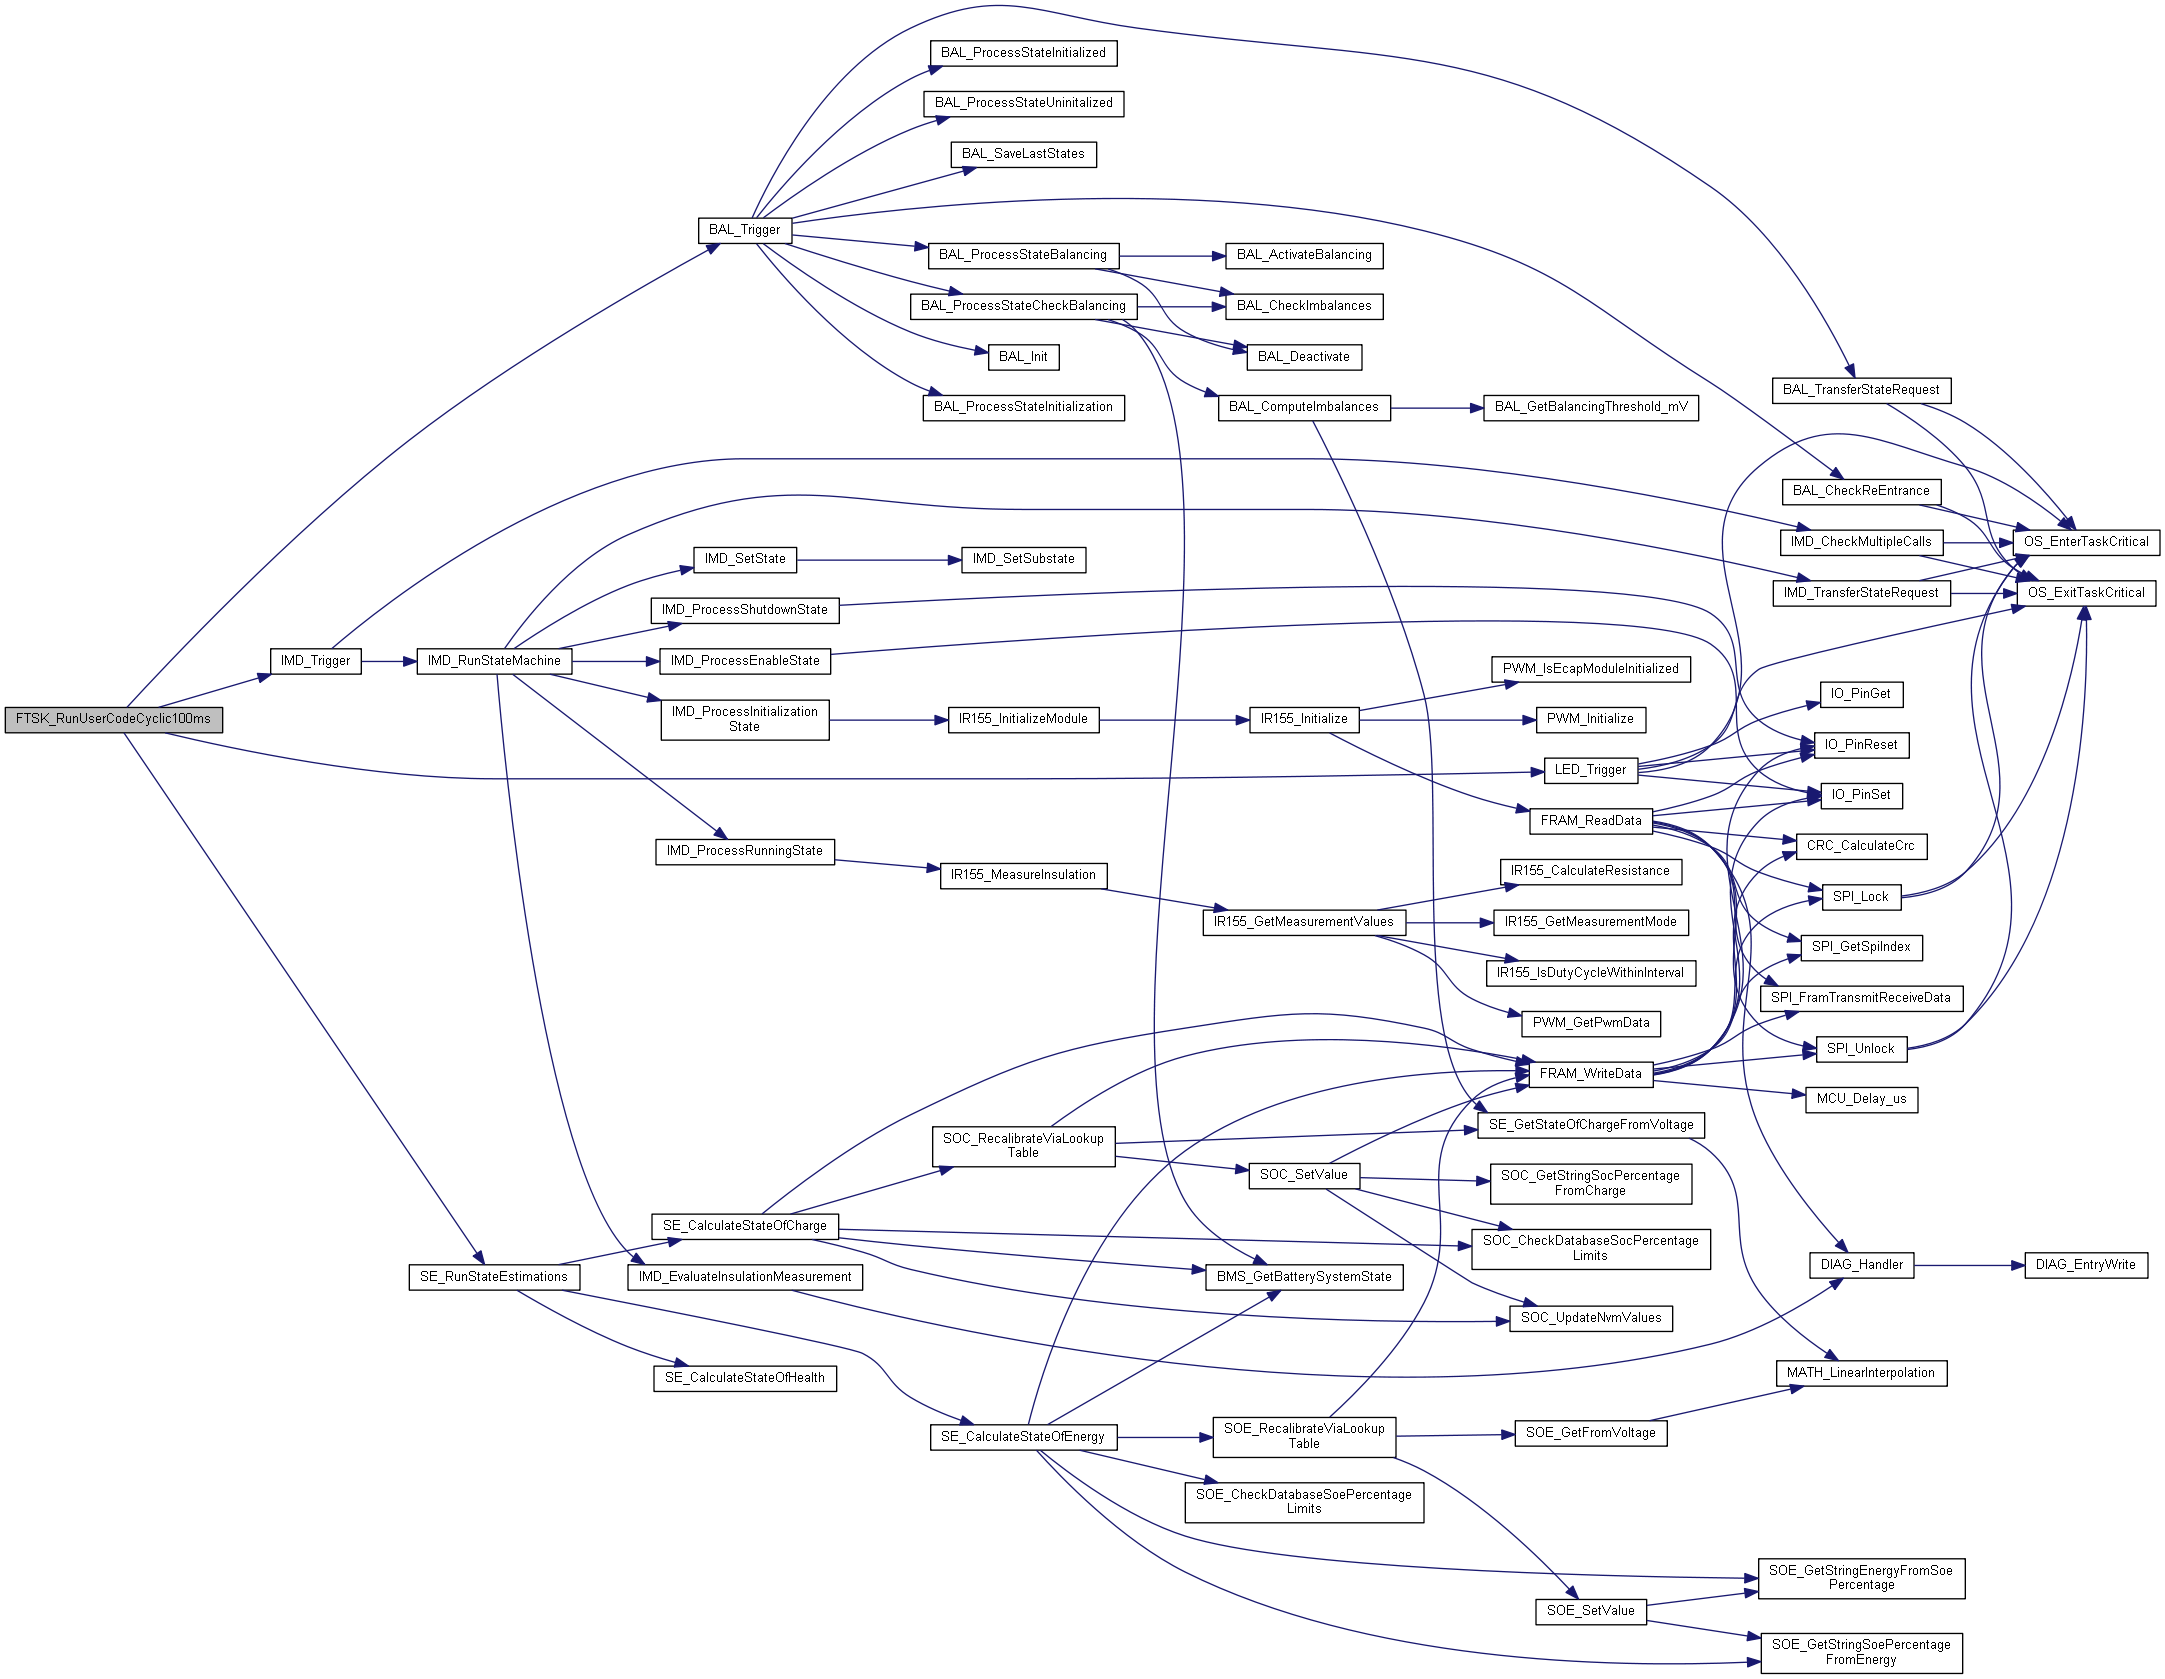 BAL_ProcessStateInitialized
BAL_ProcessStateUninitalized
BAL_SaveLastStates
BAL_Trigger
BAL_ProcessStateBalancing
BAL_ActivateBalancing
BAL_ProcessStateCheckBalancing
BAL_CheckImbalances
BAL_Init
BAL_Deactivate
BAL_TransferStateRequest
BAL_ProcessStateInitialization
BAL_ComputeImbalances
BAL_GetBalancingThreshold_mV
BAL_CheckReEntrance
IMD_CheckMultipleCalls
OS_EnterTaskCritical
IMD_SetState
IMD_SetSubstate
IMD_TransferStateRequest
OS_ExitTaskCritical
IMD_ProcessShutdownState
IMD_Trigger
IMD_RunStateMachine
IMD_ProcessEnableState
PWM_IsEcapModuleInitialized
IO_PinGet
FTSK_RunUserCodeCyclic100ms
IMD_ProcessInitialization
State
IR155_InitializeModule
IR155_Initialize
PWM_Initialize
IO_PinReset
LED_Trigger
IO_PinSet
FRAM_ReadData
IMD_ProcessRunningState
CRC_CalculateCrc
IR155_MeasureInsulation
IR155_CalculateResistance
SPI_Lock
IR155_GetMeasurementValues
IR155_GetMeasurementMode
SPI_GetSpiIndex
IR155_IsDutyCycleWithinInterval
SPI_FramTransmitReceiveData
PWM_GetPwmData
SPI_Unlock
FRAM_WriteData
MCU_Delay_us
SE_GetStateOfChargeFromVoltage
SOC_RecalibrateViaLookup
Table
SOC_SetValue
SOC_GetStringSocPercentage
FromCharge
SE_CalculateStateOfCharge
SOC_CheckDatabaseSocPercentage
Limits
SE_RunStateEstimations
IMD_EvaluateInsulationMeasurement
BMS_GetBatterySystemState
DIAG_Handler
DIAG_EntryWrite
SOC_UpdateNvmValues
SE_CalculateStateOfHealth
MATH_LinearInterpolation
SE_CalculateStateOfEnergy
SOE_RecalibrateViaLookup
Table
SOE_GetFromVoltage
SOE_CheckDatabaseSoePercentage
Limits
SOE_GetStringEnergyFromSoe
Percentage
SOE_SetValue
SOE_GetStringSoePercentage
FromEnergy